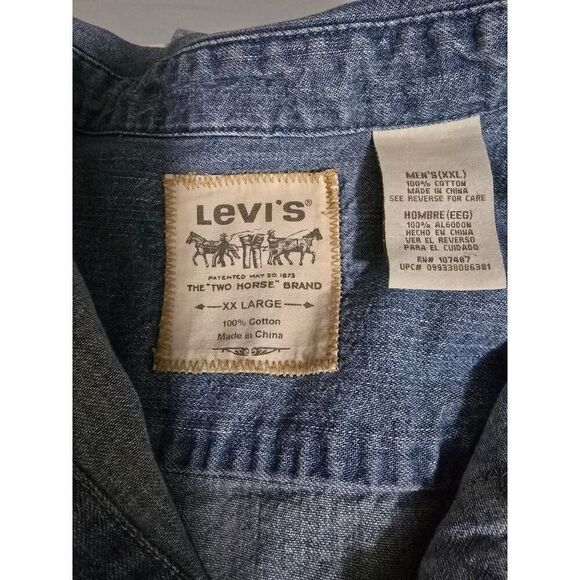 LEVI'S®
PATENTED MAY 20, 1873
THE "TWO HORSE" BRAND
XX LARGE
100% Cotton
Made in China
MEN'S (XXL)
100% COTTON
MADE IN CHINA
SEE REVERSE FOR CARE
HOMBRE (EEG)
100% ALGODON
HECHO EN CHINA
VER EL REVERSO
PARA EL CUIDADO
RN# 107467
UPC# 099338086381